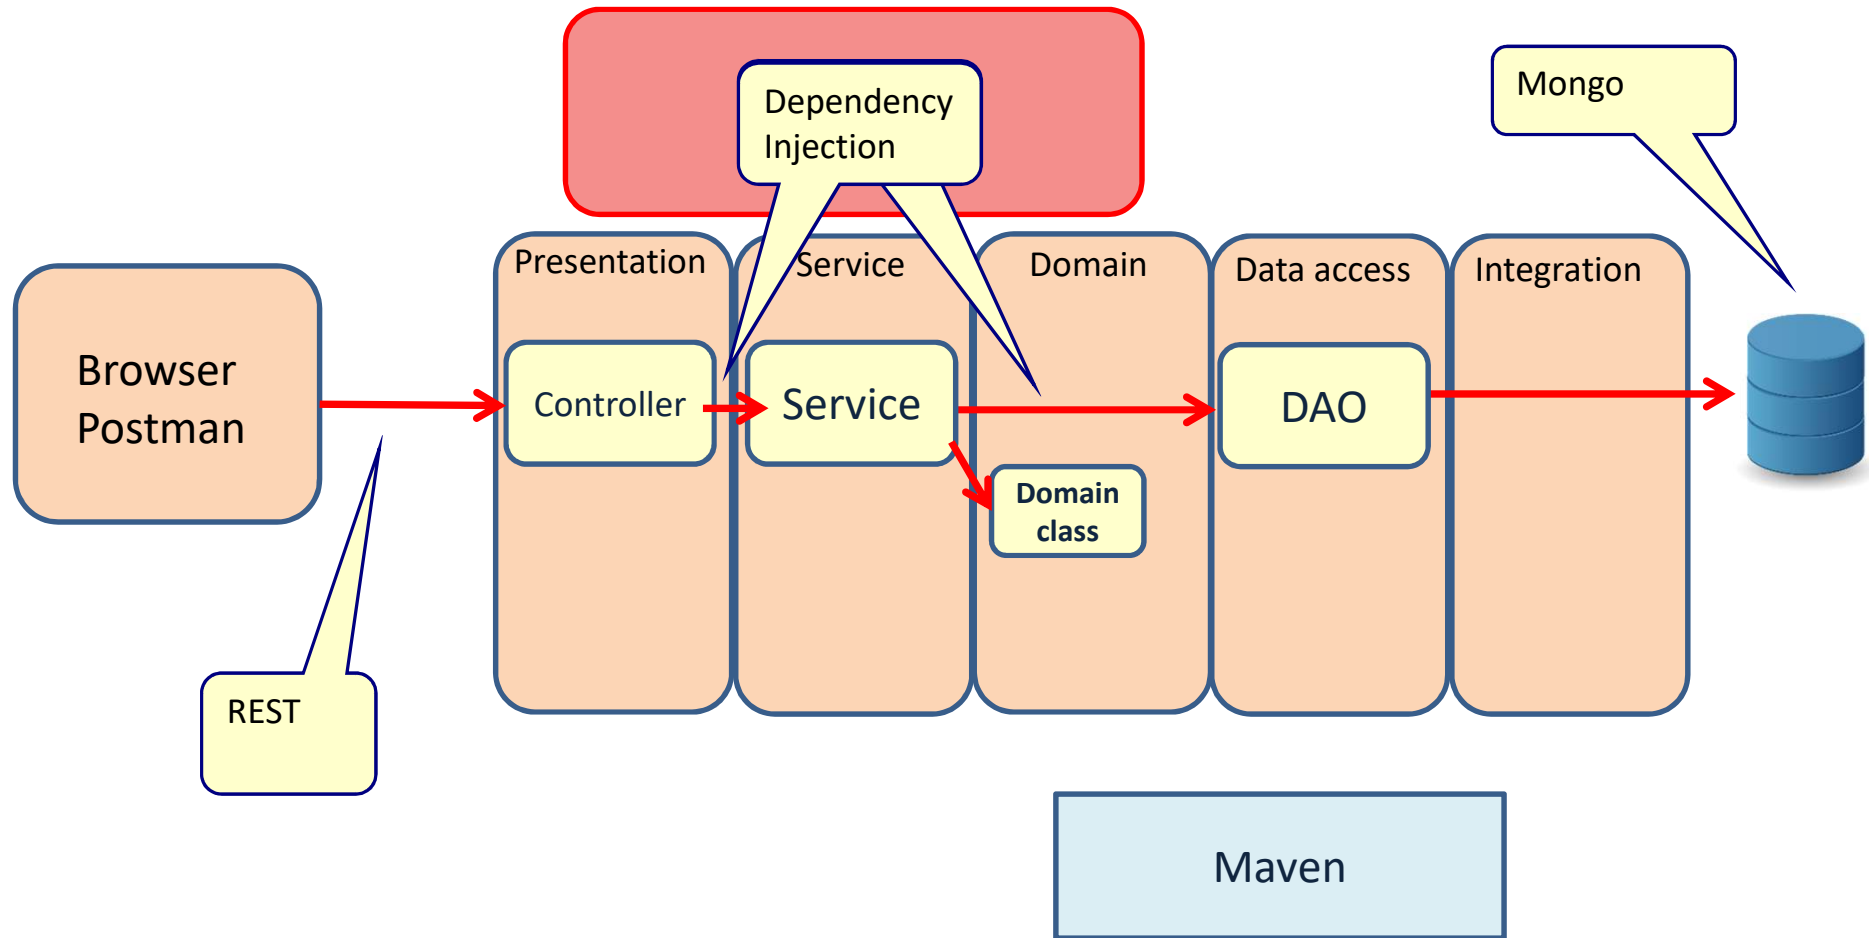 Dependency
Injection
Mongo
Presentation
Service
Domain
Data access
Integration
Browser
Postman
Controller
Service
DAO
Domain
class
REST
Maven